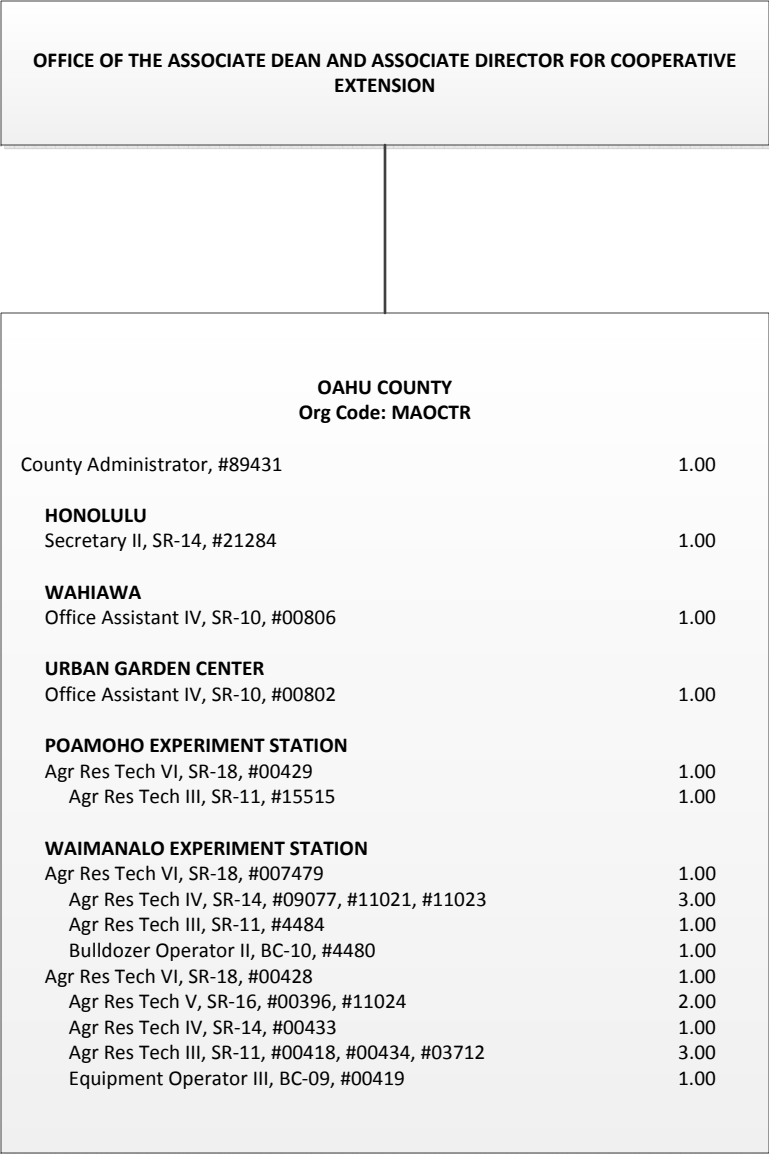 OFFICE OF THE ASSOCIATE DEAN AND ASSOCIATE DIRECTOR FOR COOPERATIVE
EXTENSION
OAHU COUNTY
Org Code: MAOCTR
County Administrator, #89431 1.00
HONOLULU
Secretary II, SR-14, #21284 1.00
WAHIAWA
Office Assistant IV, SR-10, #00806 1.00
URBAN GARDEN CENTER
Office Assistant IV, SR-10, #00802 1.00
POAMOHO EXPERIMENT STATION
Agr Res Tech VI, SR-18, #00429 1.00
Agr Res Tech III, SR-11, #15515 1.00
WAIMANALO EXPERIMENT STATION
Agr Res Tech VI, SR-18, #007479 1.00
Agr Res Tech IV, SR-14, #09077, #11021, #11023 3.00
Agr Res Tech III, SR-11, #4484 1.00
Bulldozer Operator II, BC-10, #4480 1.00
Agr Res Tech VI, SR-18, #00428 1.00
Agr Res Tech V, SR-16, #00396, #11024 2.00
Agr Res Tech IV, SR-14, #00433 1.00
Agr Res Tech III, SR-11, #00418, #00434, #03712 3.00
Equipment Operator III, BC-09, #00419 1.00